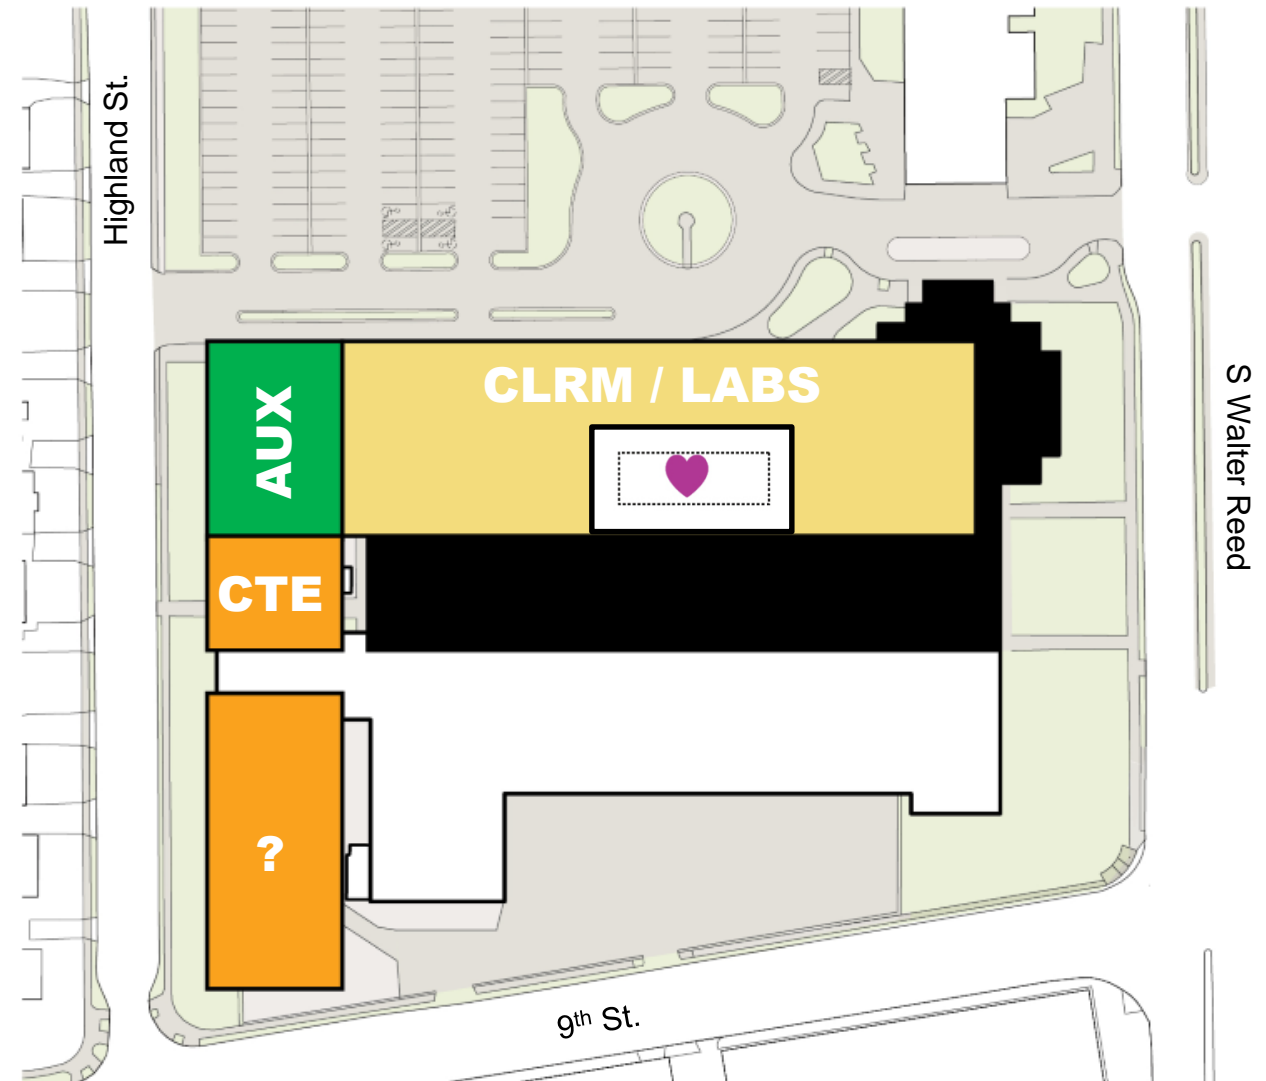 Highland St.
CLRM / LABS
AUX
S Walter Reed
CTE
?
9th St.